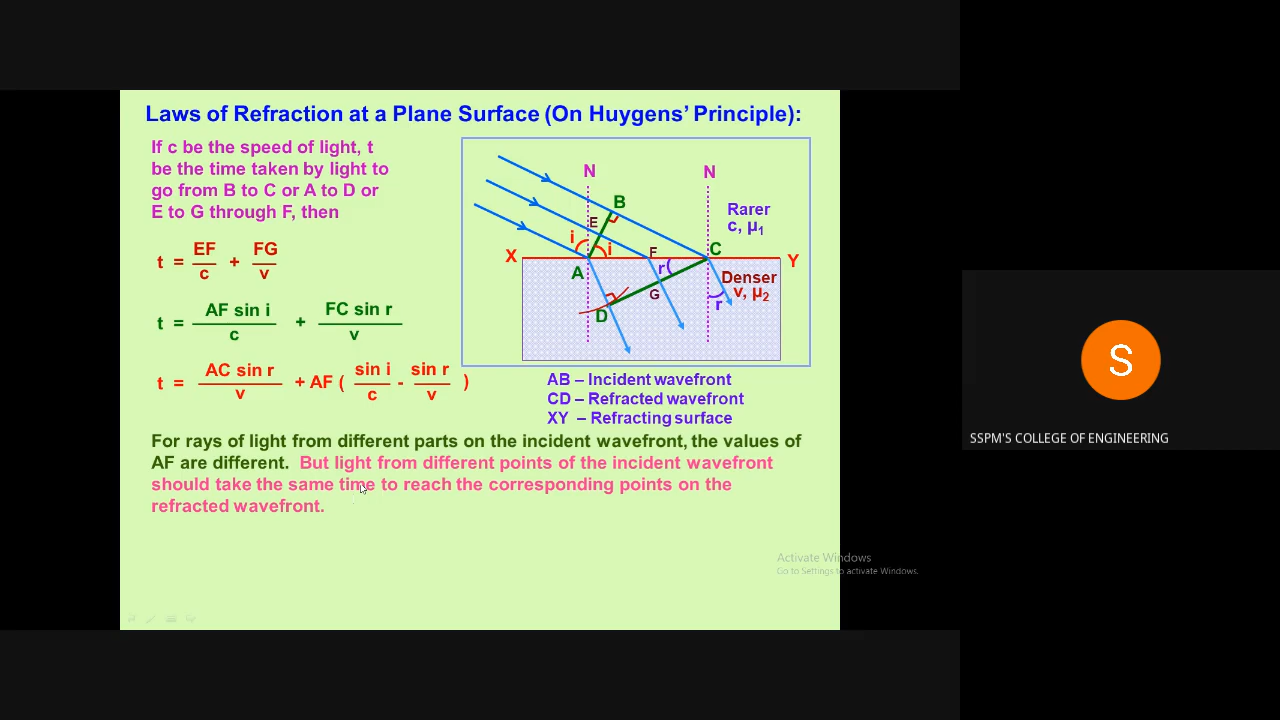 Laws of Refraction at a Plane Surface (On Huygens’ Principle):
If c be the speed of light, t
be the time taken by light to
go from B to C or A to D or
E to G through F, then
t = EF/c + FG/v
t = AF sin i/c + FC sin r/v
t = AC sin r/v + AF ( sin i/c - sin r/v )
N
N
B
E
Rarer
c, μ1
i
i
X
A
F
C
Y
r
G
Denser
v, μ2
r
D
AB – Incident wavefront
CD – Refracted wavefront
XY – Refracting surface
For rays of light from different parts on the incident wavefront, the values of
AF are different. But light from different points of the incident wavefront
should take the same time to reach the corresponding points on the
refracted wavefront.
Activate Windows
Go to Settings to activate Windows.
S
SSPM'S COLLEGE OF ENGINEERING